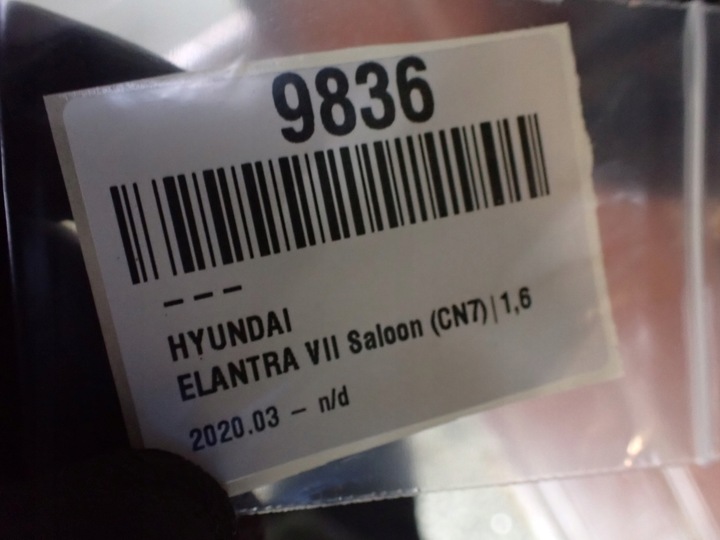 9836
– – –
HYUNDAI
ELANTRA VII Saloon (CN7)|1,6
2020.03 – n/d